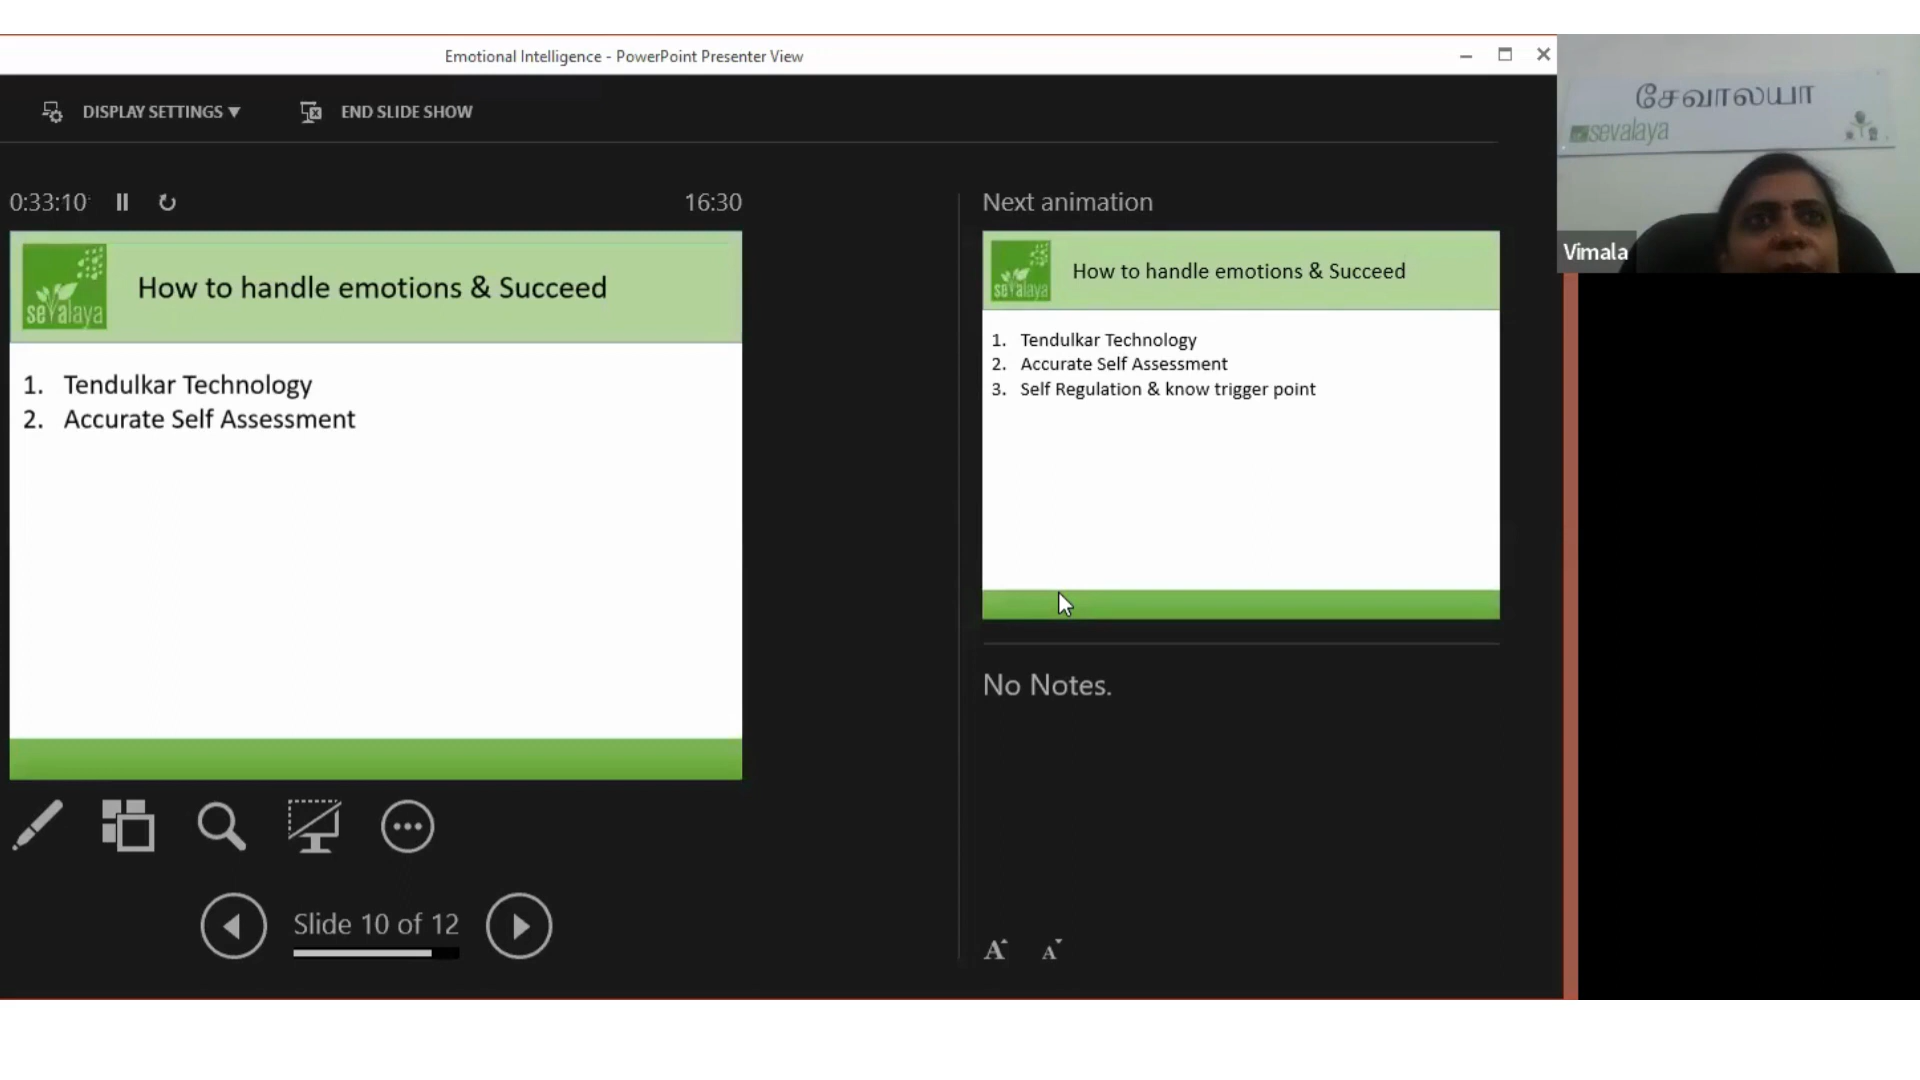 Emotional Intelligence - PowerPoint Presenter View
DISPLAY SETTINGS ▼
END SLIDE SHOW
0:33:10
16:30
sevalaya
How to handle emotions & Succeed
1. Tendulkar Technology
2. Accurate Self Assessment
Slide 10 of 12
Next animation
sevalaya
How to handle emotions & Succeed
1. Tendulkar Technology
2. Accurate Self Assessment
3. Self Regulation & know trigger point
No Notes.
A A
சேவாலயா
sevalaya
Vimala